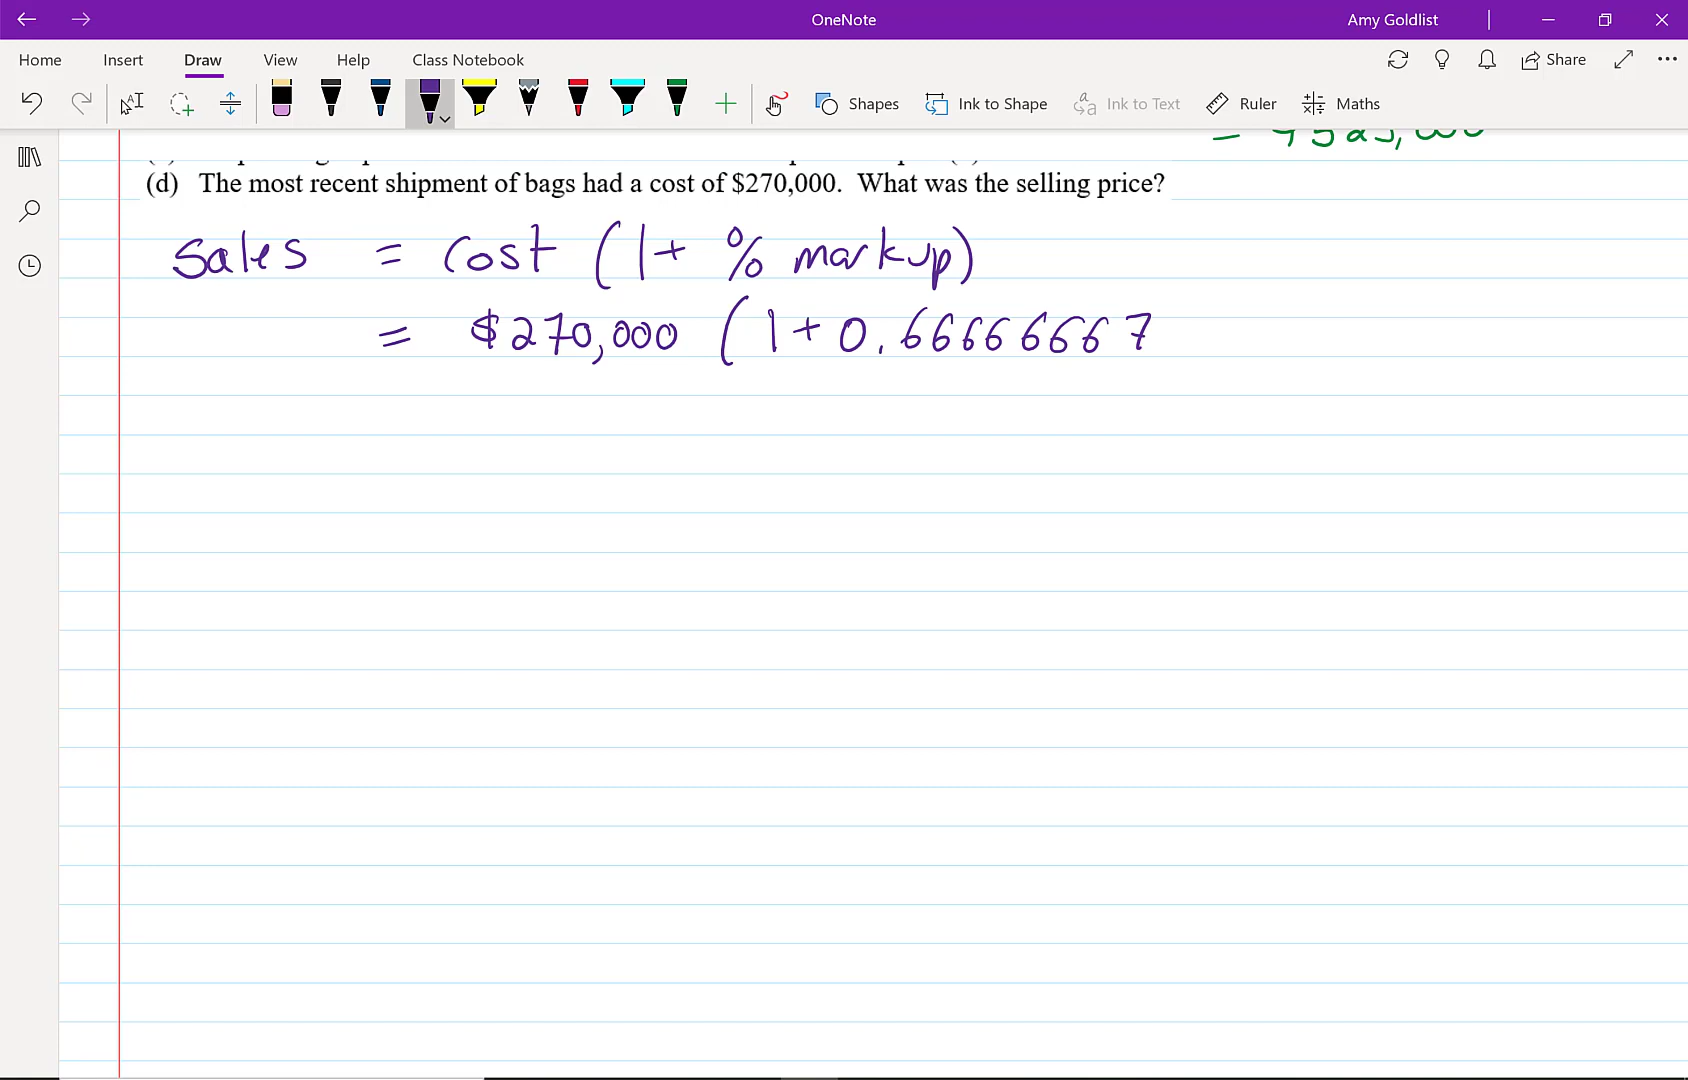 OneNote
Amy Goldlist
Home Insert Draw View Help Class Notebook
Share
Shapes Ink to Shape Ink to Text Ruler Maths
(d) The most recent shipment of bags had a cost of $270,000. What was the selling price?
Sales = Cost (1+ % markup)
= $270,000 (1+0.66666667